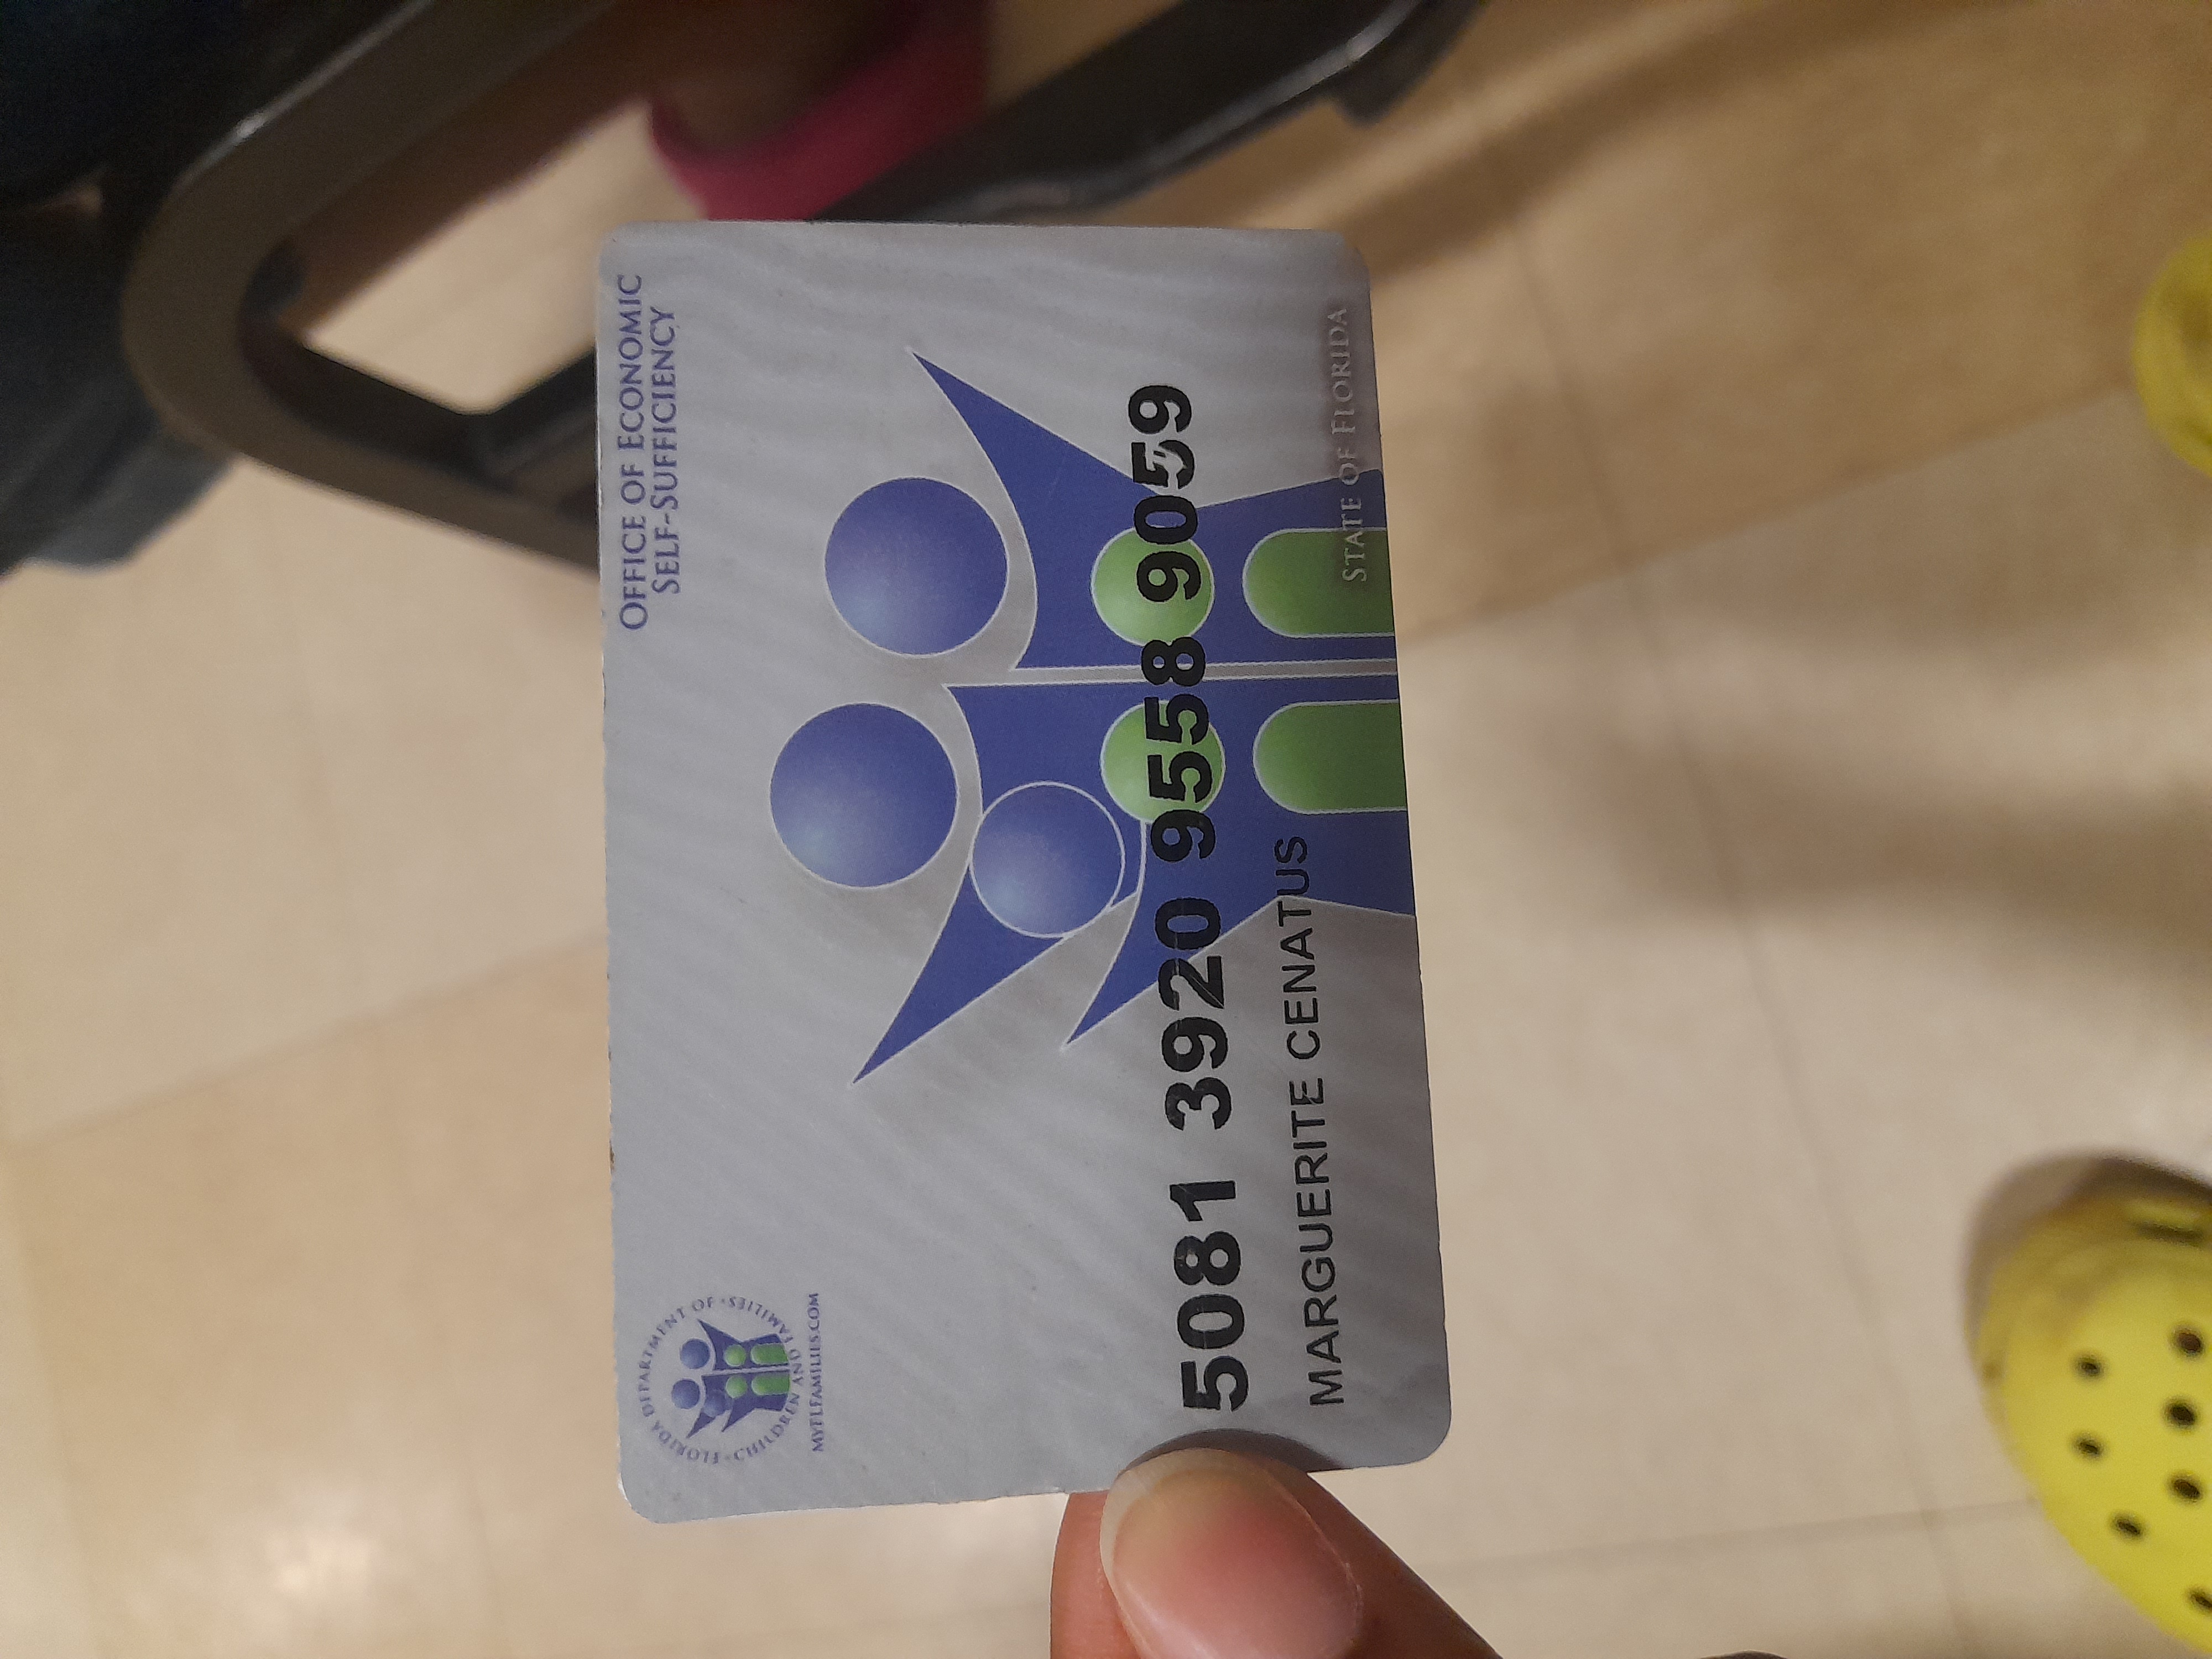 FLORIDA DEPARTMENT OF CHILDREN AND FAMILIES
MYFLFAMILIES.COM
OFFICE OF ECONOMIC
SELF-SUFFICIENCY
5081 3920 9558 9059
MARGUERITE CENATUS
STATE OF FLORIDA